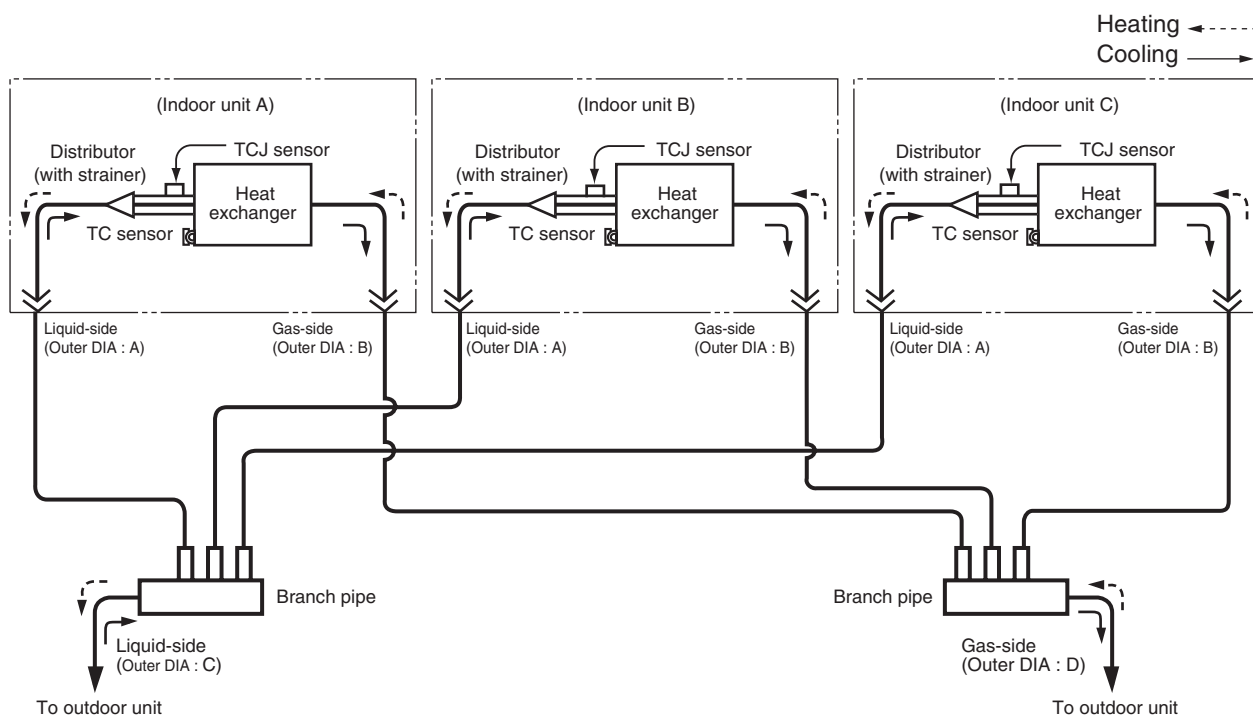 Heating
Cooling
(Indoor unit A)
Distributor
(with strainer)
TCJ sensor
Heat
exchanger
TC sensor
Liquid-side
(Outer DIA : A)
Gas-side
(Outer DIA : B)
(Indoor unit B)
Distributor
(with strainer)
TCJ sensor
Heat
exchanger
TC sensor
Liquid-side
(Outer DIA : A)
Gas-side
(Outer DIA : B)
(Indoor unit C)
Distributor
(with strainer)
TCJ sensor
Heat
exchanger
TC sensor
Liquid-side
(Outer DIA : A)
Gas-side
(Outer DIA : B)
Branch pipe
Liquid-side
(Outer DIA : C)
To outdoor unit
Branch pipe
Gas-side
(Outer DIA : D)
To outdoor unit